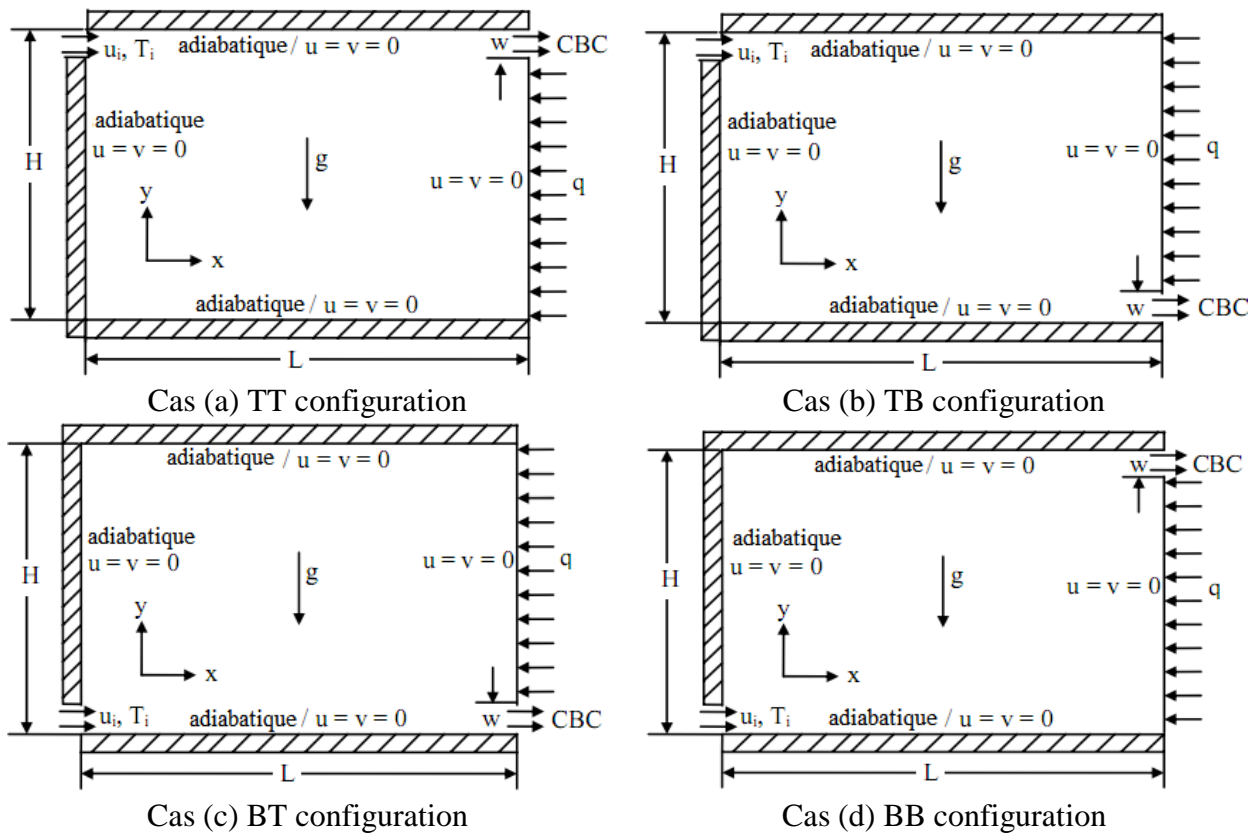 u_i, T_i
adiabatique / u = v = 0
w
CBC
adiabatique
u = v = 0
H
g
u = v = 0
q
y
x
adiabatique / u = v = 0
L
Cas (a) TT configuration
u_i, T_i
adiabatique / u = v = 0
adiabatique
u = v = 0
H
g
u = v = 0
q
y
x
adiabatique / u = v = 0
w
CBC
L
Cas (b) TB configuration
adiabatique / u = v = 0
adiabatique
u = v = 0
H
g
u = v = 0
q
y
x
u_i, T_i
adiabatique / u = v = 0
w
CBC
L
Cas (c) BT configuration
adiabatique / u = v = 0
w
CBC
adiabatique
u = v = 0
H
g
u = v = 0
q
y
x
u_i, T_i
adiabatique / u = v = 0
L
Cas (d) BB configuration